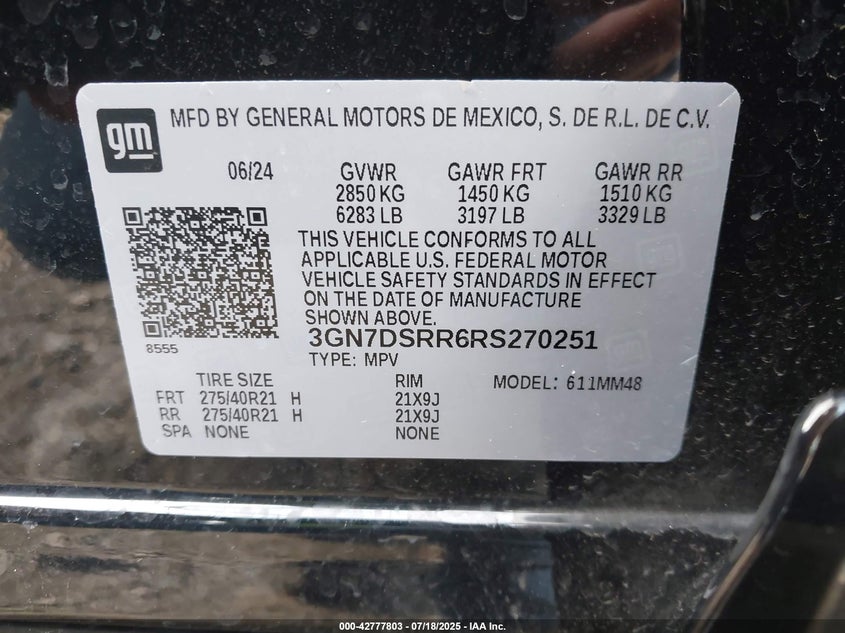 gm MFD BY GENERAL MOTORS DE MEXICO, S. DE R.L. DE C.V.
06/24 GVWR GAWR FRT GAWR RR
2850 KG 1450 KG 1510 KG
6283 LB 3197 LB 3329 LB
THIS VEHICLE CONFORMS TO ALL
APPLICABLE U.S. FEDERAL MOTOR
VEHICLE SAFETY STANDARDS IN EFFECT
ON THE DATE OF MANUFACTURE
SHOWN ABOVE.
8555
3GN7DSRR6RS270251
TYPE: MPV
TIRE SIZE RIM MODEL: 611MM48
FRT 275/40R21 H 21X9J
RR 275/40R21 H 21X9J
SPA NONE NONE
000-42777803 - 07/18/2025 - IAA Inc.